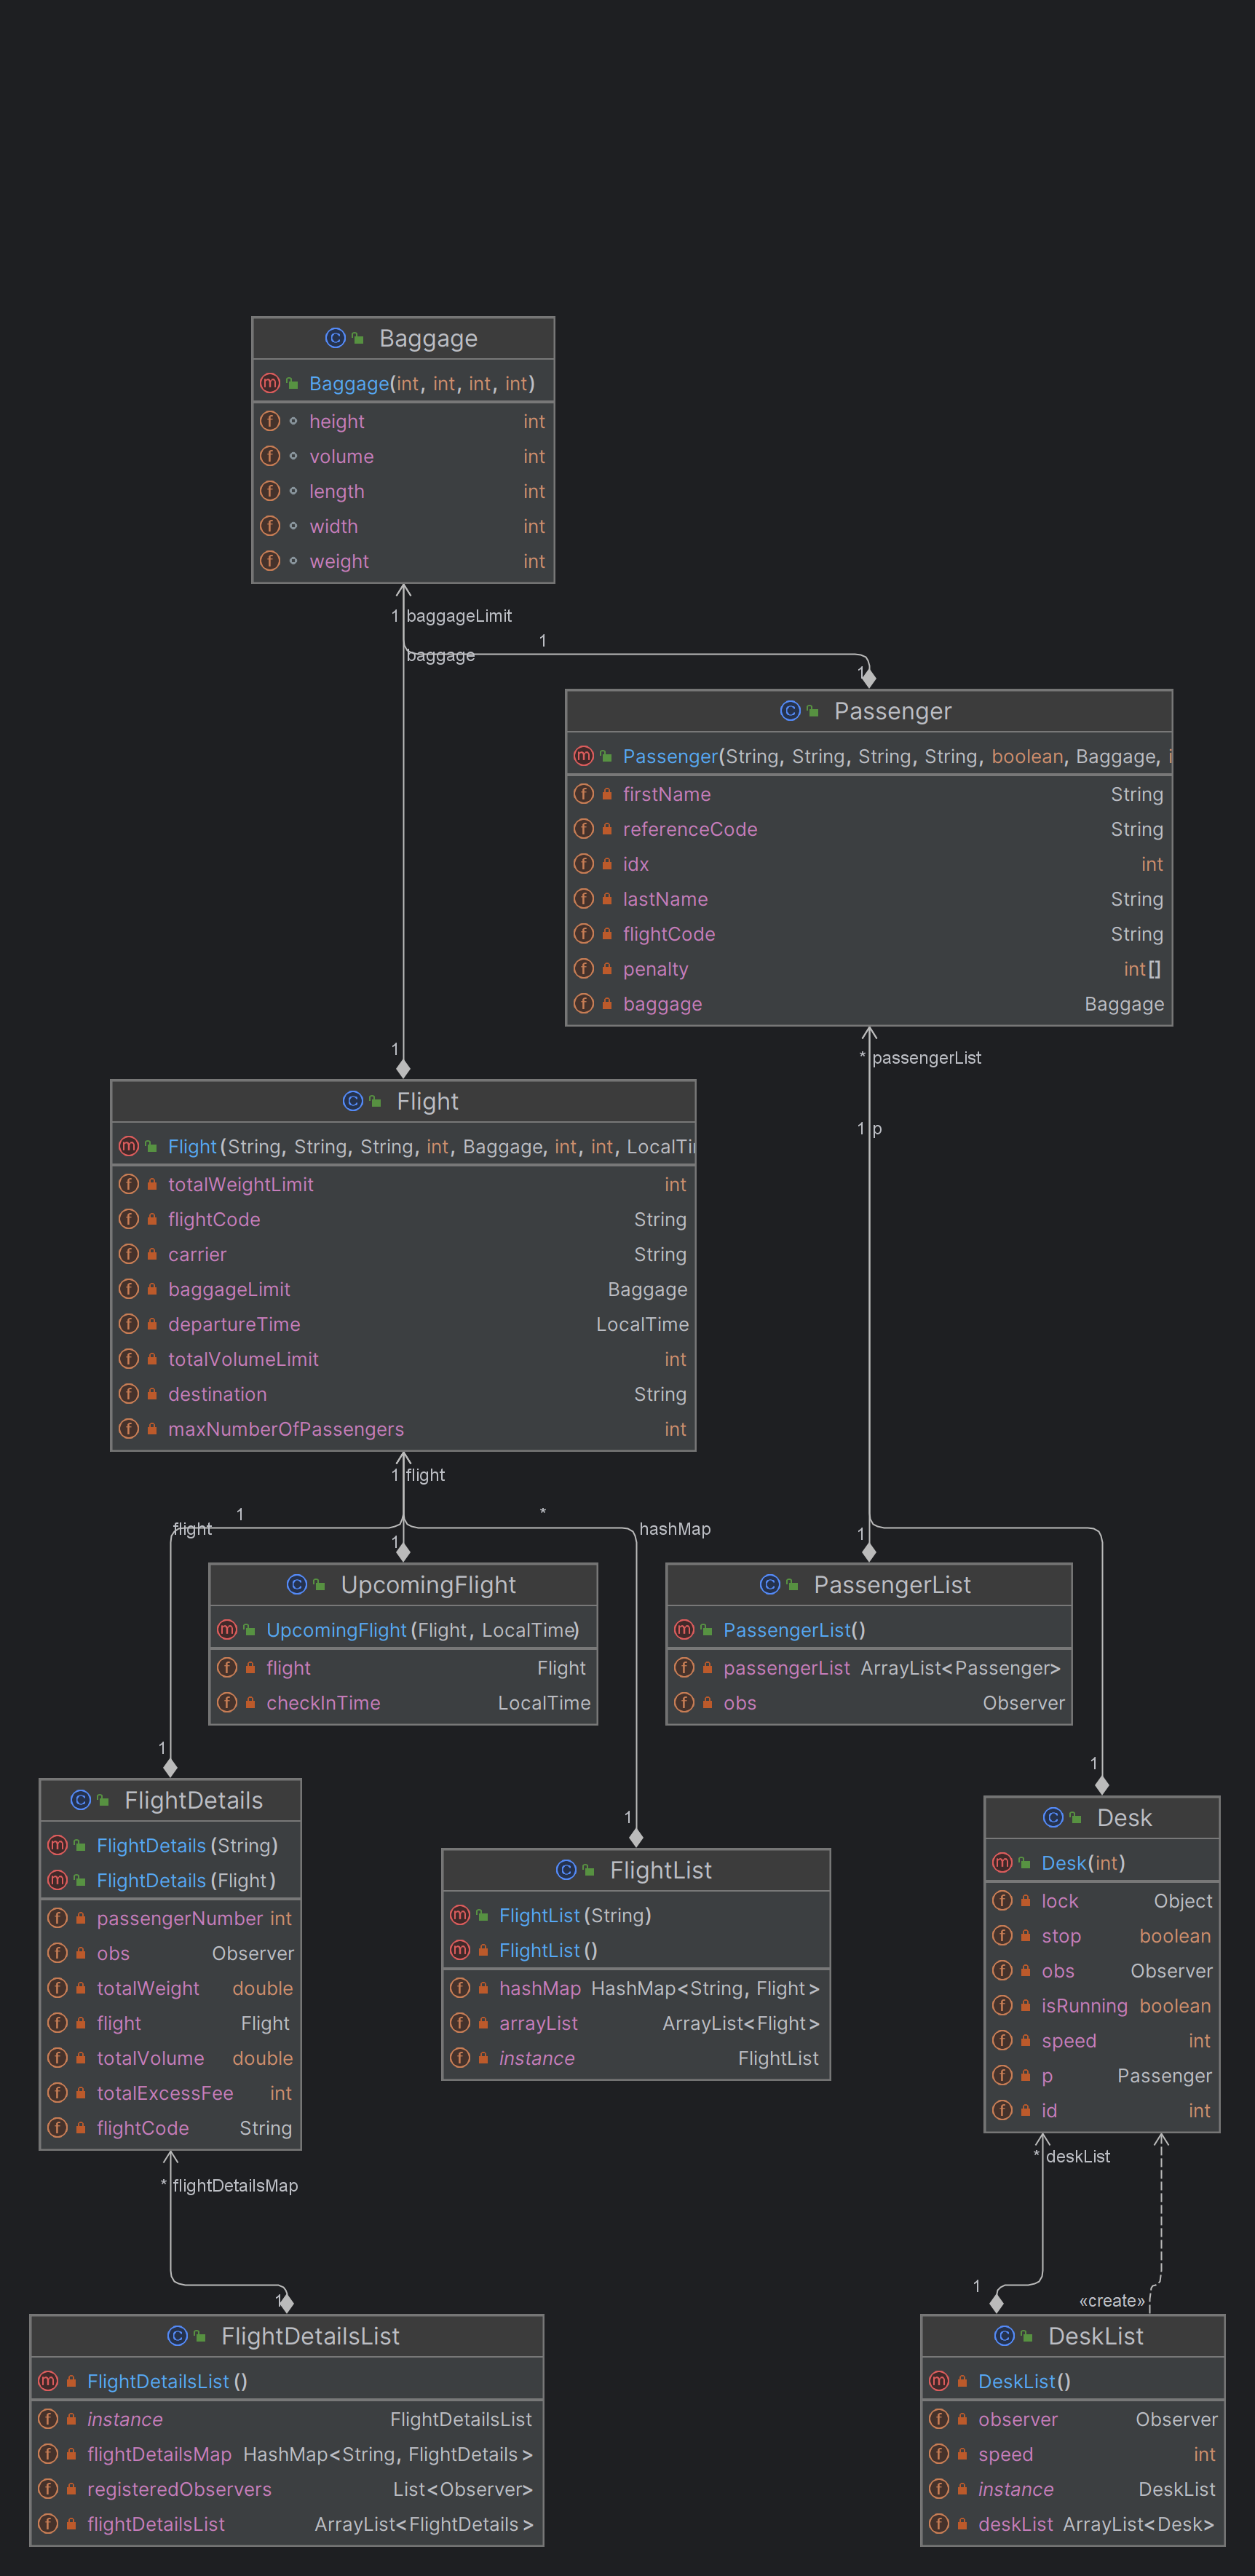 Baggage
Baggage(int, int, int, int)
height int
volume int
length int
width int
weight int
1 baggageLimit
1
baggage
1
Passenger
Passenger(String, String, String, String, boolean, Baggage, i
firstName String
referenceCode String
idx int
lastName String
flightCode String
penalty int[]
baggage Baggage
* passengerList
1 p
1
Flight
Flight(String, String, String, int, Baggage, int, int, LocalTi
totalWeightLimit int
flightCode String
carrier String
baggageLimit Baggage
departureTime LocalTime
totalVolumeLimit int
destination String
maxNumberOfPassengers int
1 flight
1
*
flight
hashMap
1
1
UpcomingFlight
UpcomingFlight(Flight, LocalTime)
flight Flight
checkInTime LocalTime
PassengerList
PassengerList()
passengerList ArrayList<Passenger>
obs Observer
1
FlightDetails
FlightDetails(String)
FlightDetails(Flight)
passengerNumber int
obs Observer
totalWeight double
flight Flight
totalVolume double
totalExcessFee int
flightCode String
1
FlightList
FlightList(String)
FlightList()
hashMap HashMap<String, Flight>
arrayList ArrayList<Flight>
instance FlightList
1
Desk
Desk(int)
lock Object
stop boolean
obs Observer
isRunning boolean
speed int
p Passenger
id int
* flightDetailsMap
1
* deskList
1
«create»
FlightDetailsList
FlightDetailsList()
instance FlightDetailsList
flightDetailsMap HashMap<String, FlightDetails>
registeredObservers List<Observer>
flightDetailsList ArrayList<FlightDetails>
DeskList
DeskList()
observer Observer
speed int
instance DeskList
deskList ArrayList<Desk>